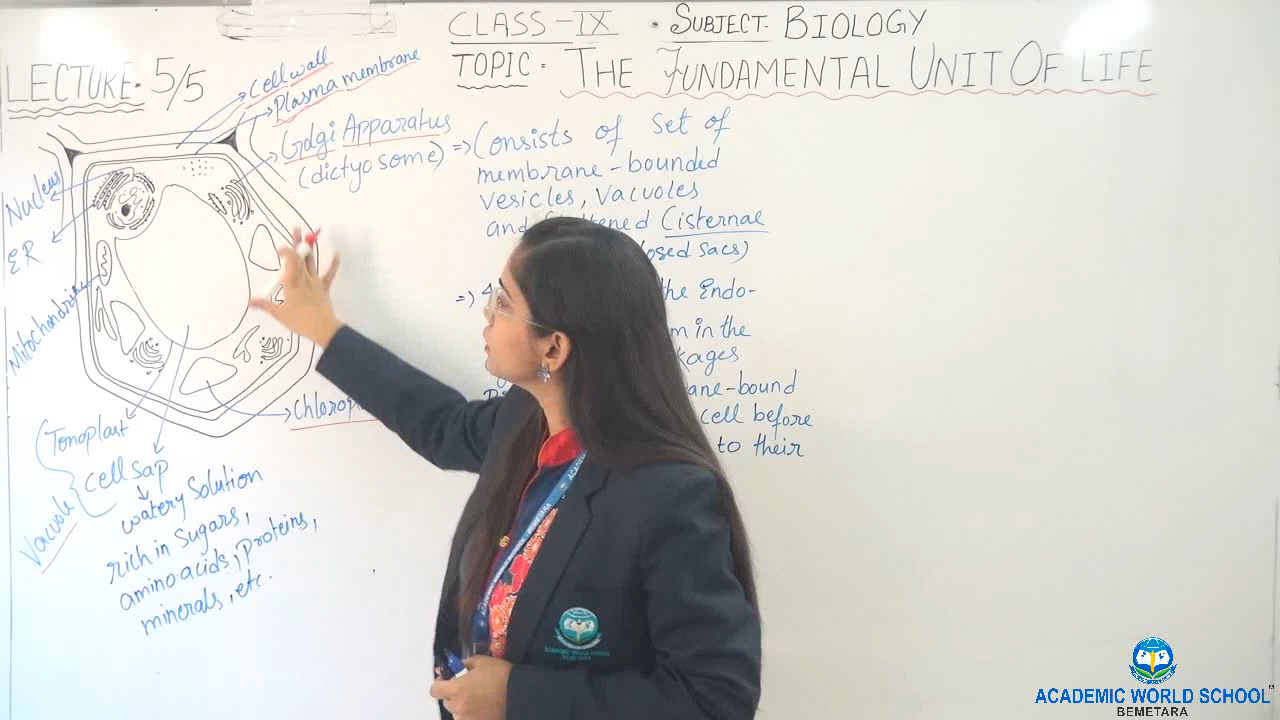 CLASS-IX • SUBJECT. BIOLOGY
LECTURE. 5/5
TOPIC. THE FUNDAMENTAL UNIT OF LIFE
Cell wall
Plasma membrane
Golgi Apparatus
(dictyosome)
=> Consists of set of
membrane-bounded
vesicles, vacuoles
and Cisternae
sacs)
=> the Endo-
in the
-bound
cell before
to their
Nucleus
ER
Mitochondria
Tonoplast
cell sap
Vacuole
watery solution
rich in sugars,
amino acids, proteins,
minerals, etc.
BEMETARA
ACADEMIC WORLD SCHOOL
BEMETARA